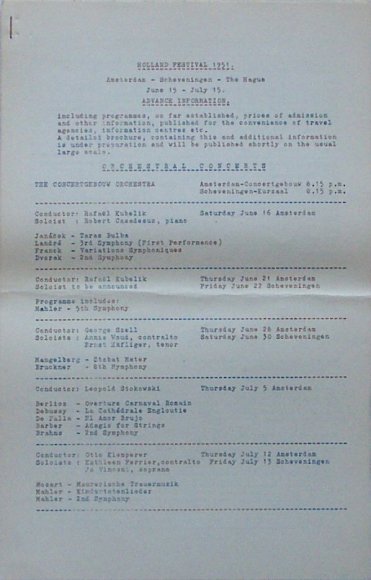 HOLLAND FESTIVAL 1951.
Amsterdam - Scheveningen - The Hague
June 15 - July 15.
ADVANCE INFORMATION.
including programmes, so far established, prices of admission
and other information, published for the convenience of travel
agencies, information centres etc.
A detailed brochure, containing this and additional information
is under preparation and will be published shortly on the usual
large scale.
ORCHESTRAL CONCERTS
THE CONCERTGEBOUW ORCHESTRA Amsterdam-Concertgebouw 8.15 p.m.
Scheveningen-Kurzaal 8.15 p.m.
Conductor: Rafaël Kubelik Saturday June 16 Amsterdam
Soloist : Robert Casadesus, piano
Janáček - Taras Bulba
Landré - 3rd Symphony (First Performance)
Franck - Variations Symphoniques
Dvorak - 2nd Symphony
Conductor: Rafaël Kubelik Thursday June 21 Amsterdam
Soloist to be announced Friday June 22 Scheveningen
Programme includes:
Mahler - 5th Symphony
Conductor: George Szell Thursday June 28 Amsterdam
Soloists : Annie Woud, contralto Saturday June 30 Scheveningen
Ernst Häfliger, tenor
Mengelberg - Stabat Mater
Bruckner - 8th Symphony
Conductor: Leopold Stokowski Thursday July 5 Amsterdam
Berlioz - Overture Carnaval Romain
Debussy - La Cathédrale Engloutie
De Falla - El Amor Brujo
Barber - Adagio for Strings
Brahms - 2nd Symphony
Conductor: Otto Klemperer Thursday July 12 Amsterdam
Soloists : Kathleen Ferrier, contralto Friday July 13 Scheveningen
Jo Vincent, soprano
Mozart - Maurerische Trauermuzik
Mahler - Kindertotenlieder
Mahler - 2nd Symphony